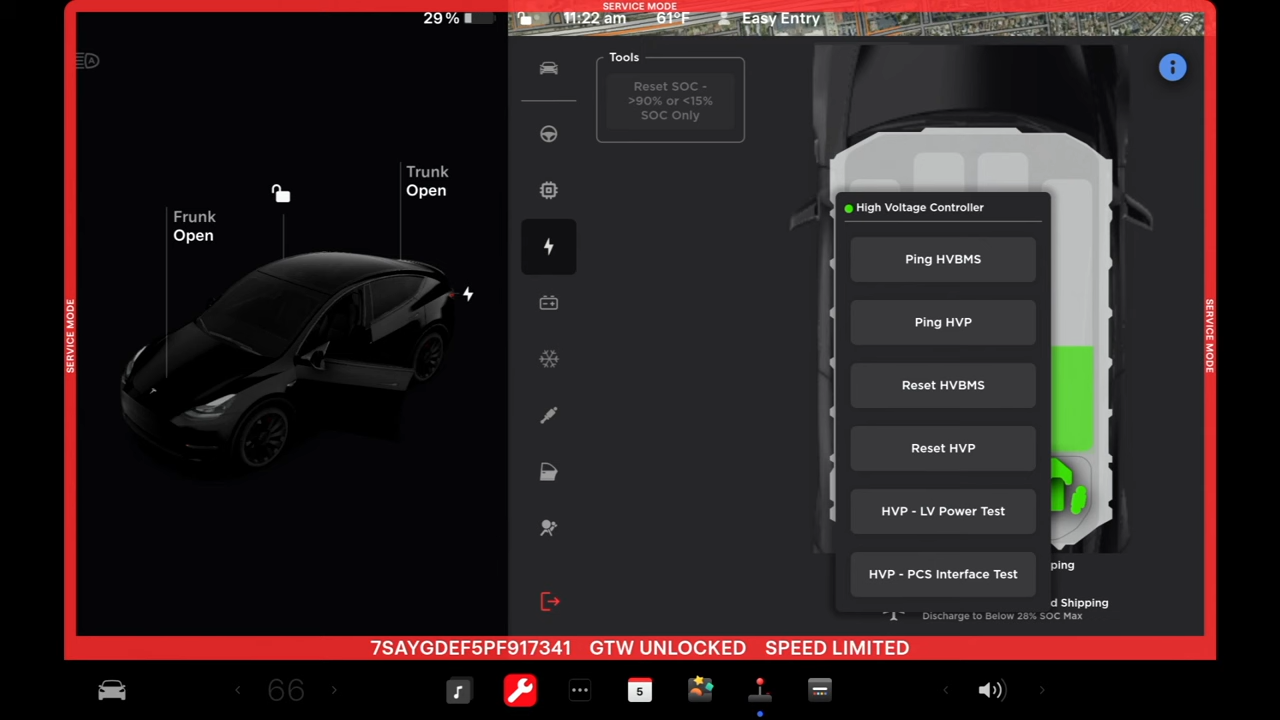 SERVICE MODE
29 %
11:22 am
61°F
Easy Entry
Frunk
Open
Trunk
Open
SERVICE MODE
Tools
Reset SOC -
>90% or <15%
SOC Only
High Voltage Controller
Ping HVBMS
Ping HVP
Reset HVBMS
Reset HVP
HVP - LV Power Test
HVP - PCS Interface Test
ping
d Shipping
Discharge to Below 28% SOC Max
SERVICE MODE
7SAYGDEF5PF917341 GTW UNLOCKED SPEED LIMITED
66
5